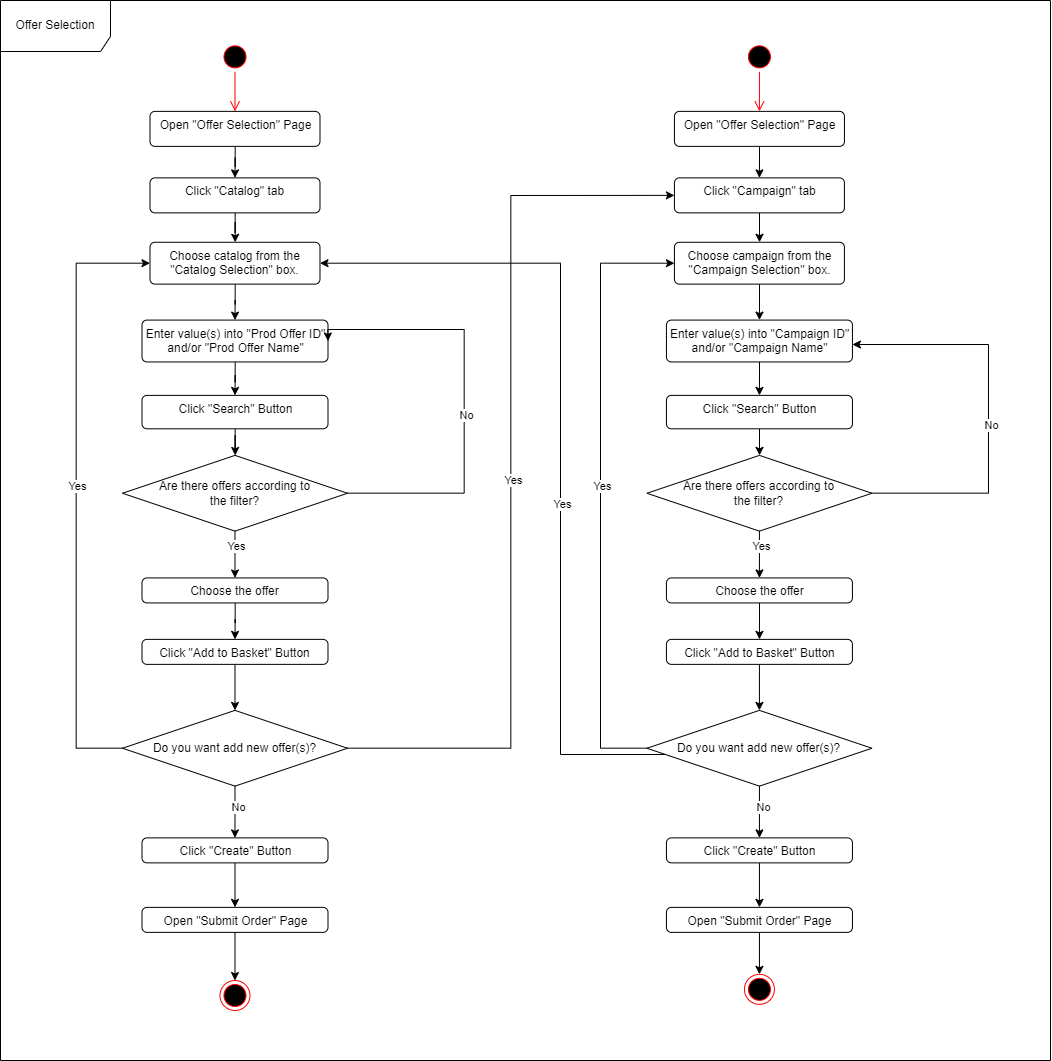 Offer Selection
Open "Offer Selection" Page
Click "Catalog" tab
Choose catalog from the
"Catalog Selection" box.
Enter value(s) into "Prod Offer ID"
and/or "Prod Offer Name"
Click "Search" Button
No
Are there offers according to
the filter?
Yes
Yes
Yes
Choose the offer
Click "Add to Basket" Button
Do you want add new offer(s)?
No
Click "Create" Button
Open "Submit Order" Page
Open "Offer Selection" Page
Click "Campaign" tab
Choose campaign from the
"Campaign Selection" box.
Enter value(s) into "Campaign ID"
and/or "Campaign Name"
Click "Search" Button
No
Are there offers according to
the filter?
Yes
Yes
Yes
Choose the offer
Click "Add to Basket" Button
Do you want add new offer(s)?
No
Click "Create" Button
Open "Submit Order" Page